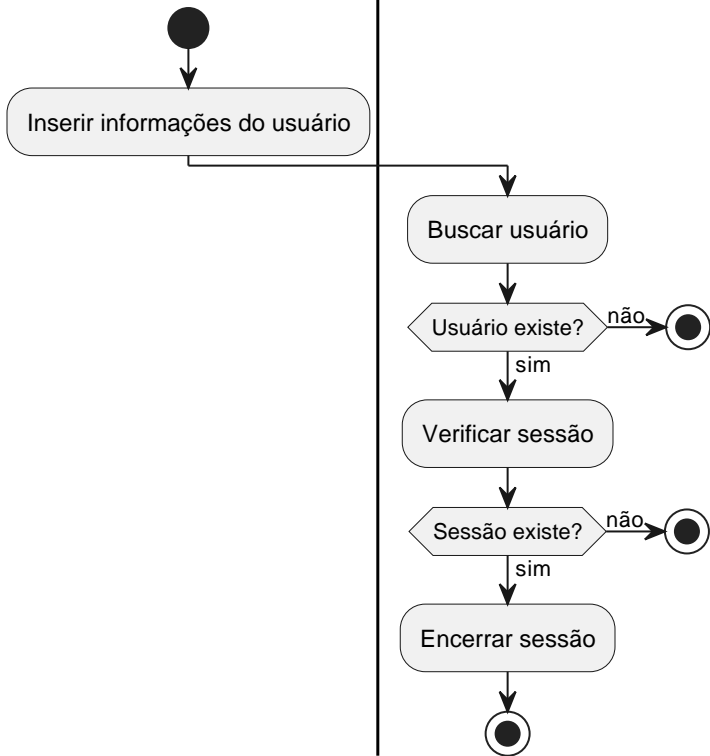 Inserir informações do usuário
Buscar usuário
Usuário existe?
não
sim
Verificar sessão
Sessão existe?
não
sim
Encerrar sessão